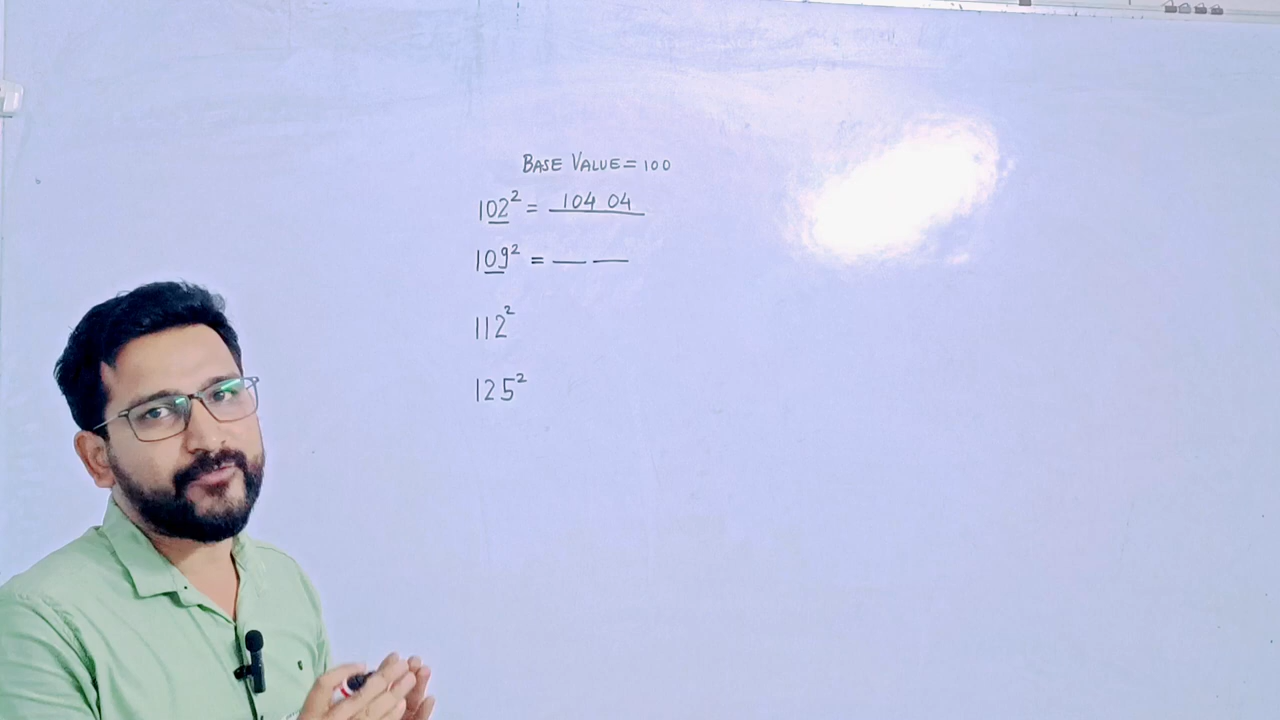 BASE VALUE = 100
102² = 104 04
109² = __ __
112²
125²